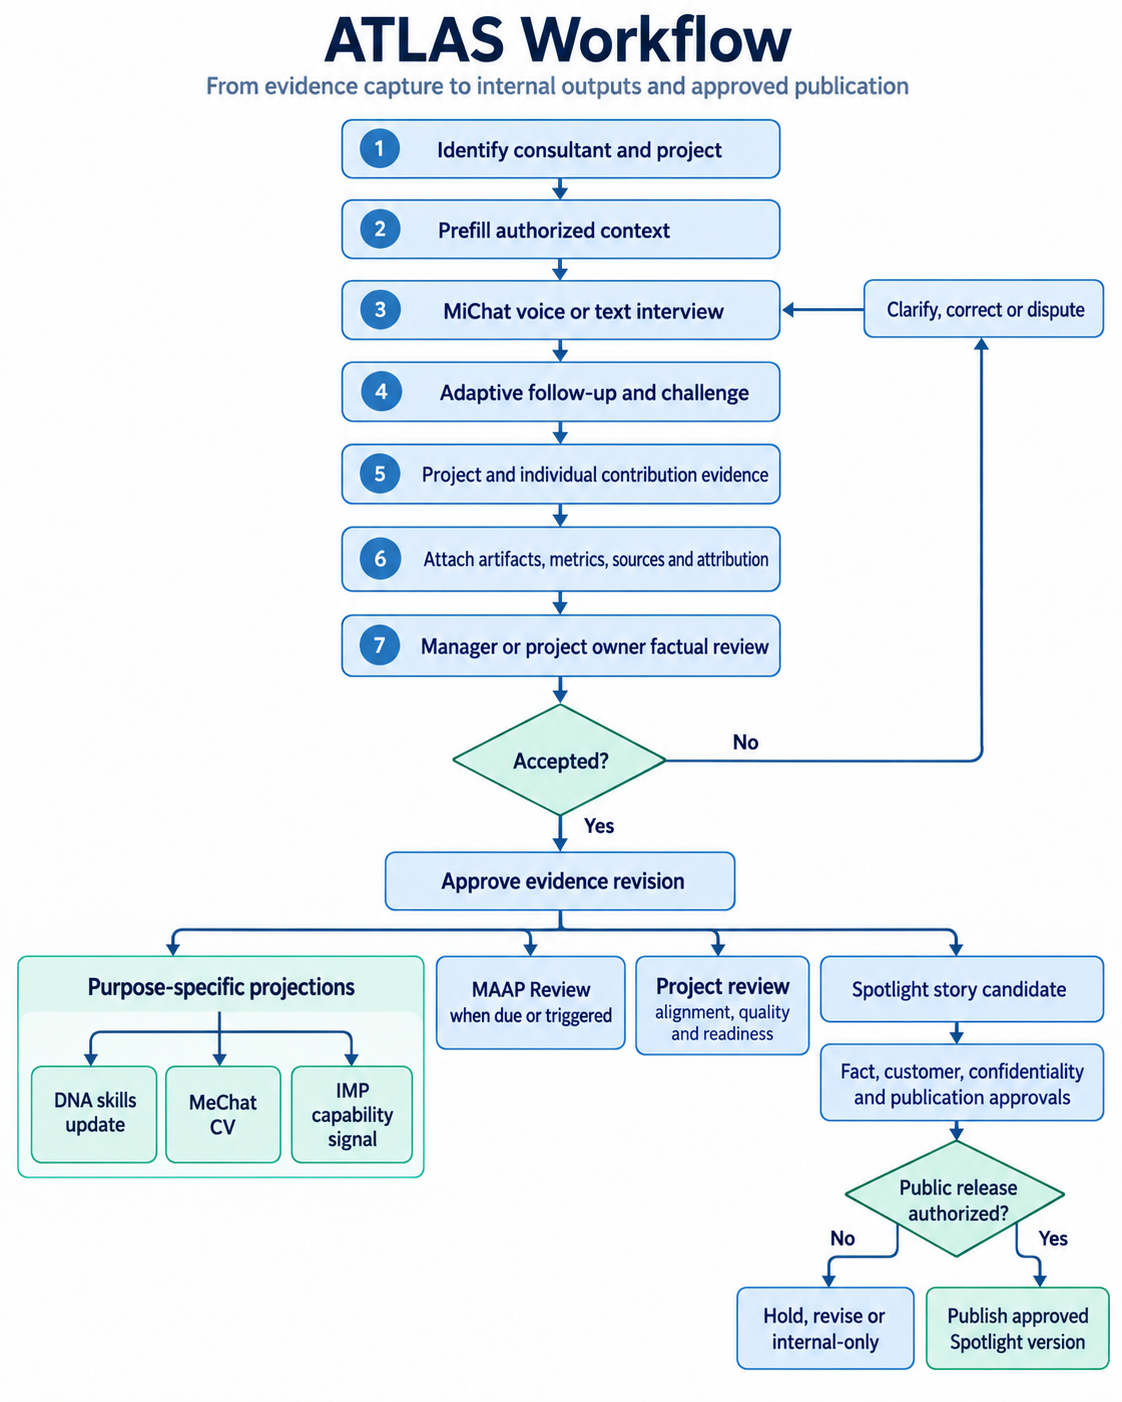 ATLAS Workflow
From evidence capture to internal outputs and approved publication
1
Identify consultant and project
2
Prefill authorized context
3
MiChat voice or text interview
Clarify, correct or dispute
4
Adaptive follow-up and challenge
5
Project and individual contribution evidence
6
Attach artifacts, metrics, sources and attribution
7
Manager or project owner factual review
Accepted?
No
Yes
Approve evidence revision
Purpose-specific projections
DNA skills
update
MeChat
CV
IMP
capability
signal
MAAP Review
when due or triggered
Project review
alignment, quality
and readiness
Spotlight story candidate
Fact, customer, confidentiality
and publication approvals
Public release
authorized?
No
Yes
Hold, revise or
internal-only
Publish approved
Spotlight version